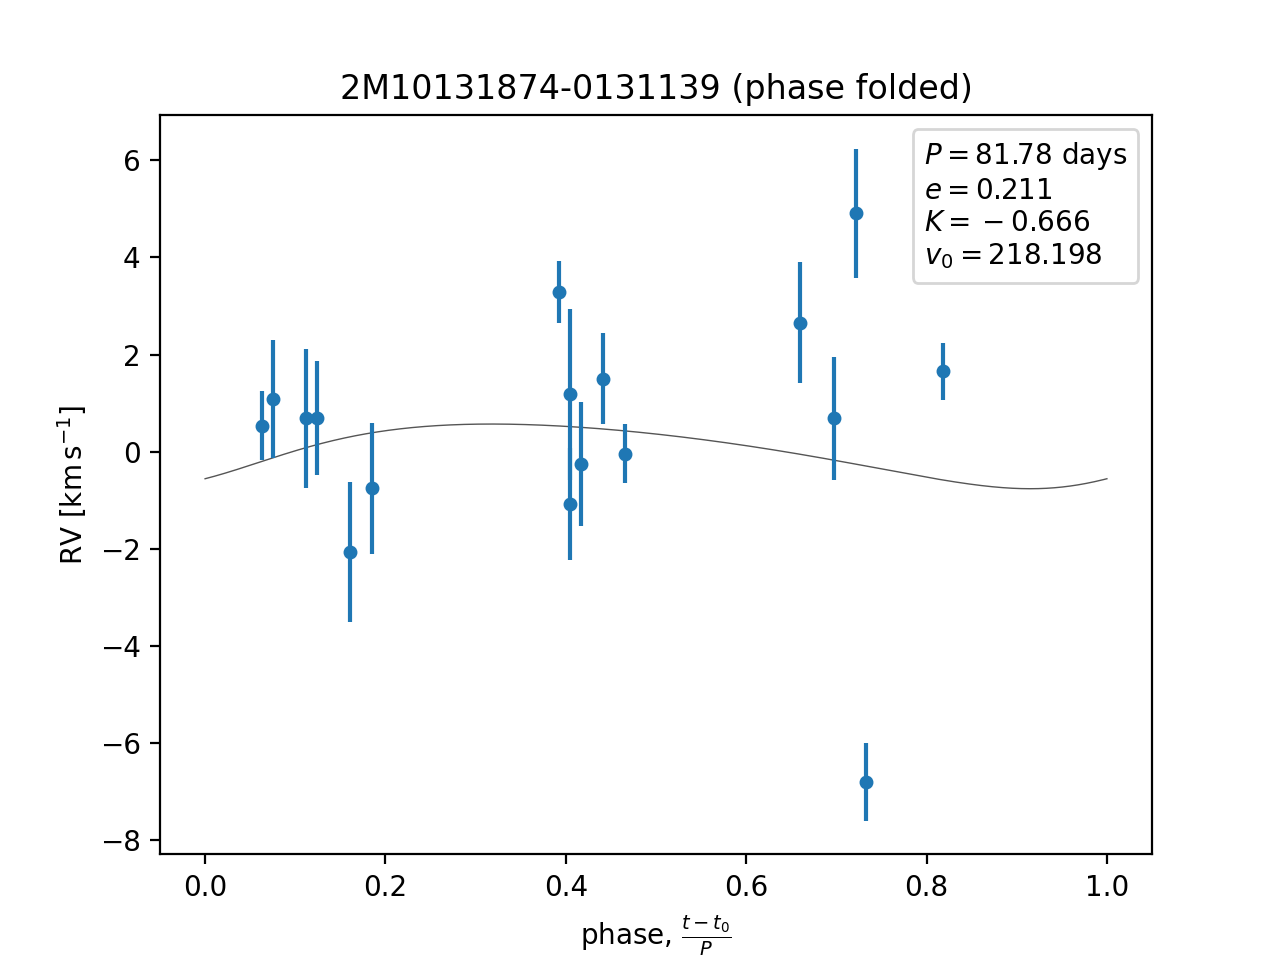 2M10131874-0131139 (phase folded)
P = 81.78 days
e = 0.211
K = −0.666
v₀ = 218.198
6
4
2
0
−2
−4
−6
−8
RV [km s⁻¹]
0.0 0.2 0.4 0.6 0.8 1.0
phase, (t − t₀)/P